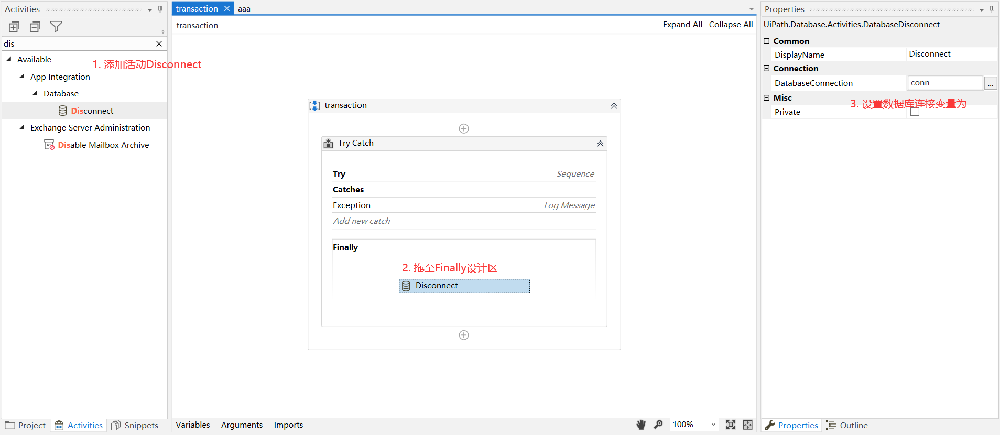 Activities
dis
Available
1. 添加活动Disconnect
App Integration
Database
Disconnect
Exchange Server Administration
Disable Mailbox Archive
Project
Activities
Snippets
transaction
aaa
transaction
Expand All
Collapse All
transaction
Try Catch
Try
Sequence
Catches
Exception
Log Message
Add new catch
Finally
2. 拖至Finally设计区
Disconnect
Variables
Arguments
Imports
100%
Properties
UiPath.Database.Activities.DatabaseDisconnect
Common
DisplayName
Disconnect
Connection
DatabaseConnection
conn
...
Misc
3. 设置数据库连接变量为
Private
Properties
Outline